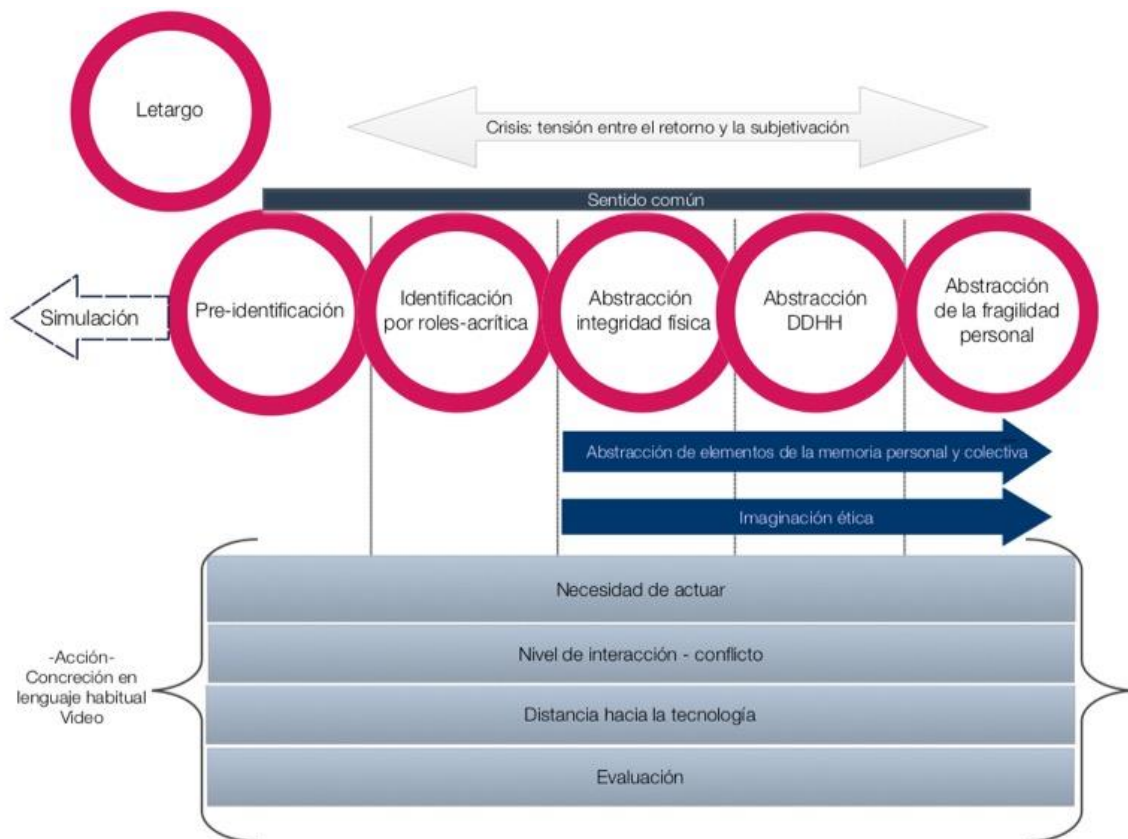 Letargo
Crisis: tensión entre el retorno y la subjetivación
Sentido común
Simulación
Pre-identificación
Identificación
por roles-acrítica
Abstracción
integridad física
Abstracción
DDHH
Abstracción
de la fragilidad
personal
Abstracción de elementos de la memoria personal y colectiva
Imaginación ética
-Acción-
Concreción en
lenguaje habitual
Video
Necesidad de actuar
Nivel de interacción - conflicto
Distancia hacia la tecnología
Evaluación